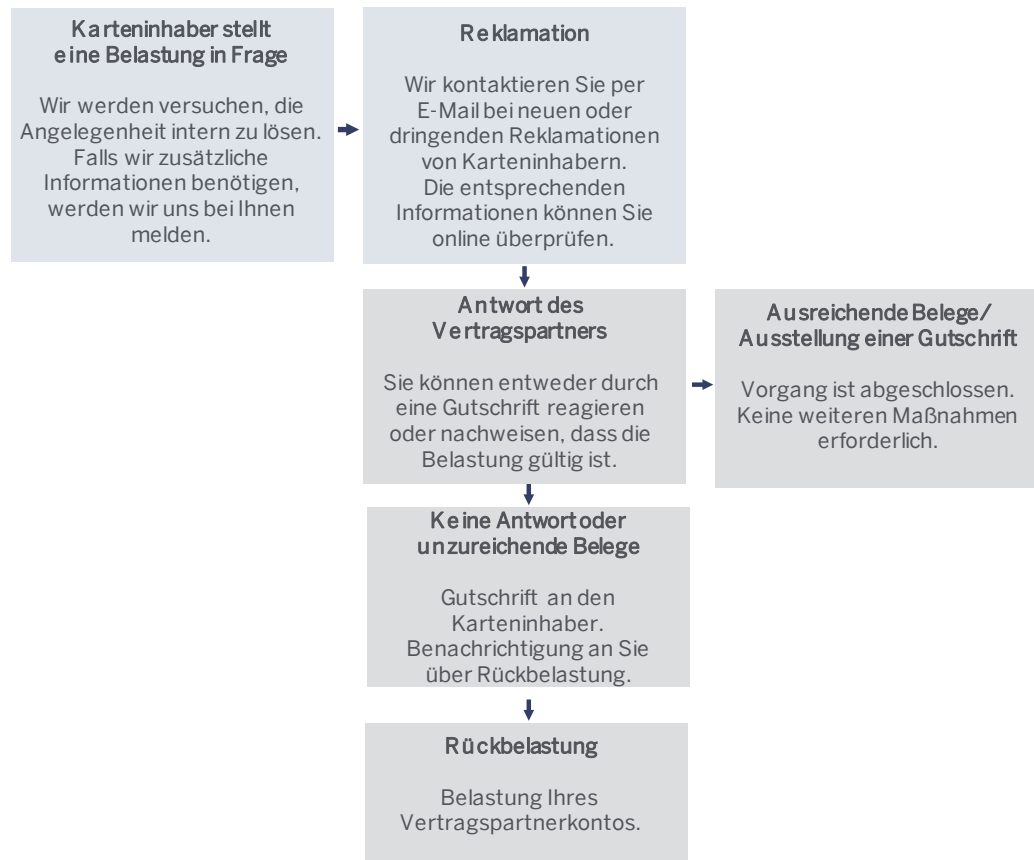 Karteninhaber stellt
eine Belastung in Frage
Wir werden versuchen, die
Angelegenheit intern zu lösen.
Falls wir zusätzliche
Informationen benötigen,
werden wir uns bei Ihnen
melden.
Reklamation
Wir kontaktieren Sie per
E-Mail bei neuen oder
dringenden Reklamationen
von Karteninhabern.
Die entsprechenden
Informationen können Sie
online überprüfen.
Antwort des
Vertragspartners
Sie können entweder durch
eine Gutschrift reagieren
oder nachweisen, dass die
Belastung gültig ist.
Ausreichende Belege/
Ausstellung einer Gutschrift
Vorgang ist abgeschlossen.
Keine weiteren Maßnahmen
erforderlich.
Keine Antwort oder
unzureichende Belege
Gutschrift an den
Karteninhaber.
Benachrichtigung an Sie
über Rückbelastung.
Rückbelastung
Belastung Ihres
Vertragspartnerkontos.